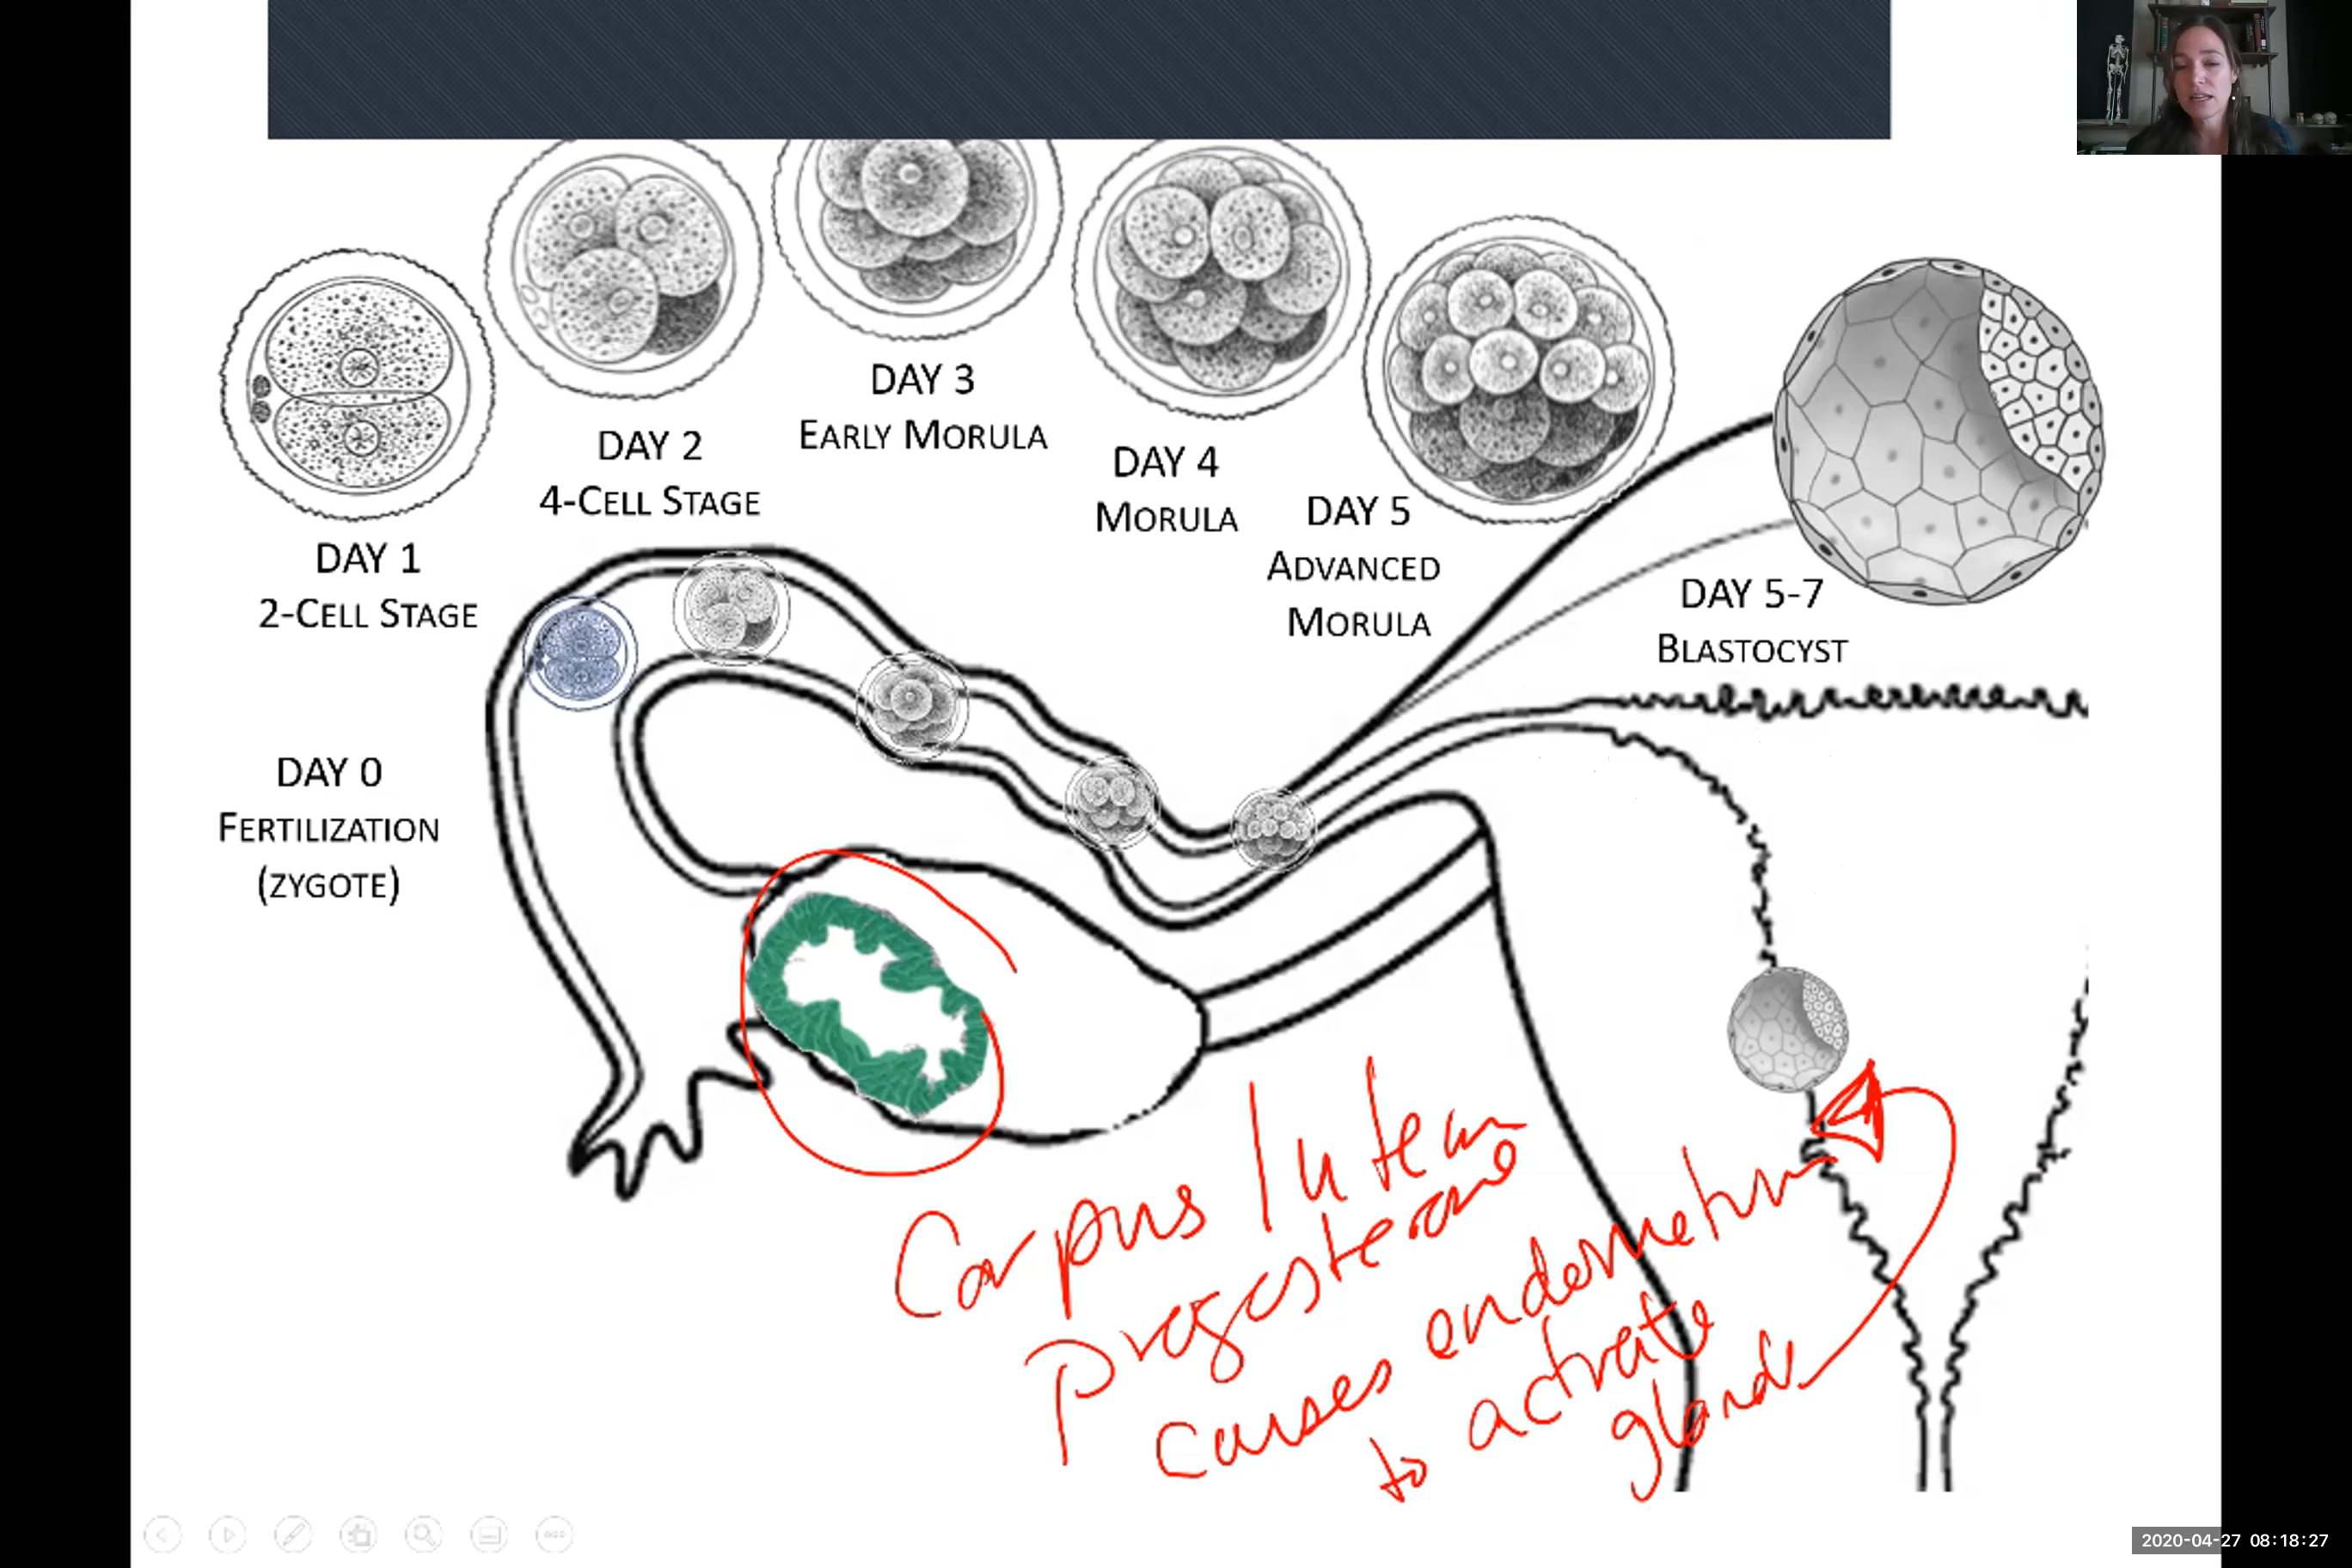 DAY 1
2-CELL STAGE
DAY 2
4-CELL STAGE
DAY 3
EARLY MORULA
DAY 4
MORULA
DAY 5
ADVANCED
MORULA
DAY 5-7
BLASTOCYST
DAY 0
FERTILIZATION
(ZYGOTE)
Corpus luteum
progesterone
causes endometrium
to activate
glands
2020-04-27 08:18:27